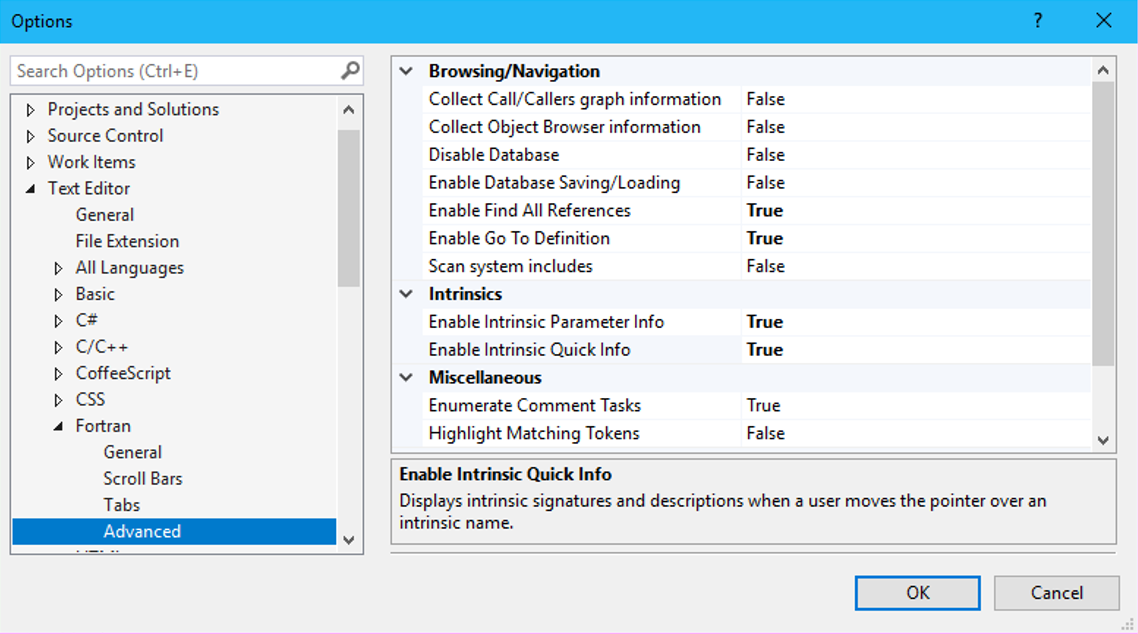 Options
?
Search Options (Ctrl+E)
Projects and Solutions
Source Control
Work Items
Text Editor
General
File Extension
All Languages
Basic
C#
C/C++
CoffeeScript
CSS
Fortran
General
Scroll Bars
Tabs
Advanced
Browsing/Navigation
Collect Call/Callers graph information False
Collect Object Browser information False
Disable Database False
Enable Database Saving/Loading False
Enable Find All References True
Enable Go To Definition True
Scan system includes False
Intrinsics
Enable Intrinsic Parameter Info True
Enable Intrinsic Quick Info True
Miscellaneous
Enumerate Comment Tasks True
Highlight Matching Tokens False
Enable Intrinsic Quick Info
Displays intrinsic signatures and descriptions when a user moves the pointer over an
intrinsic name.
OK Cancel